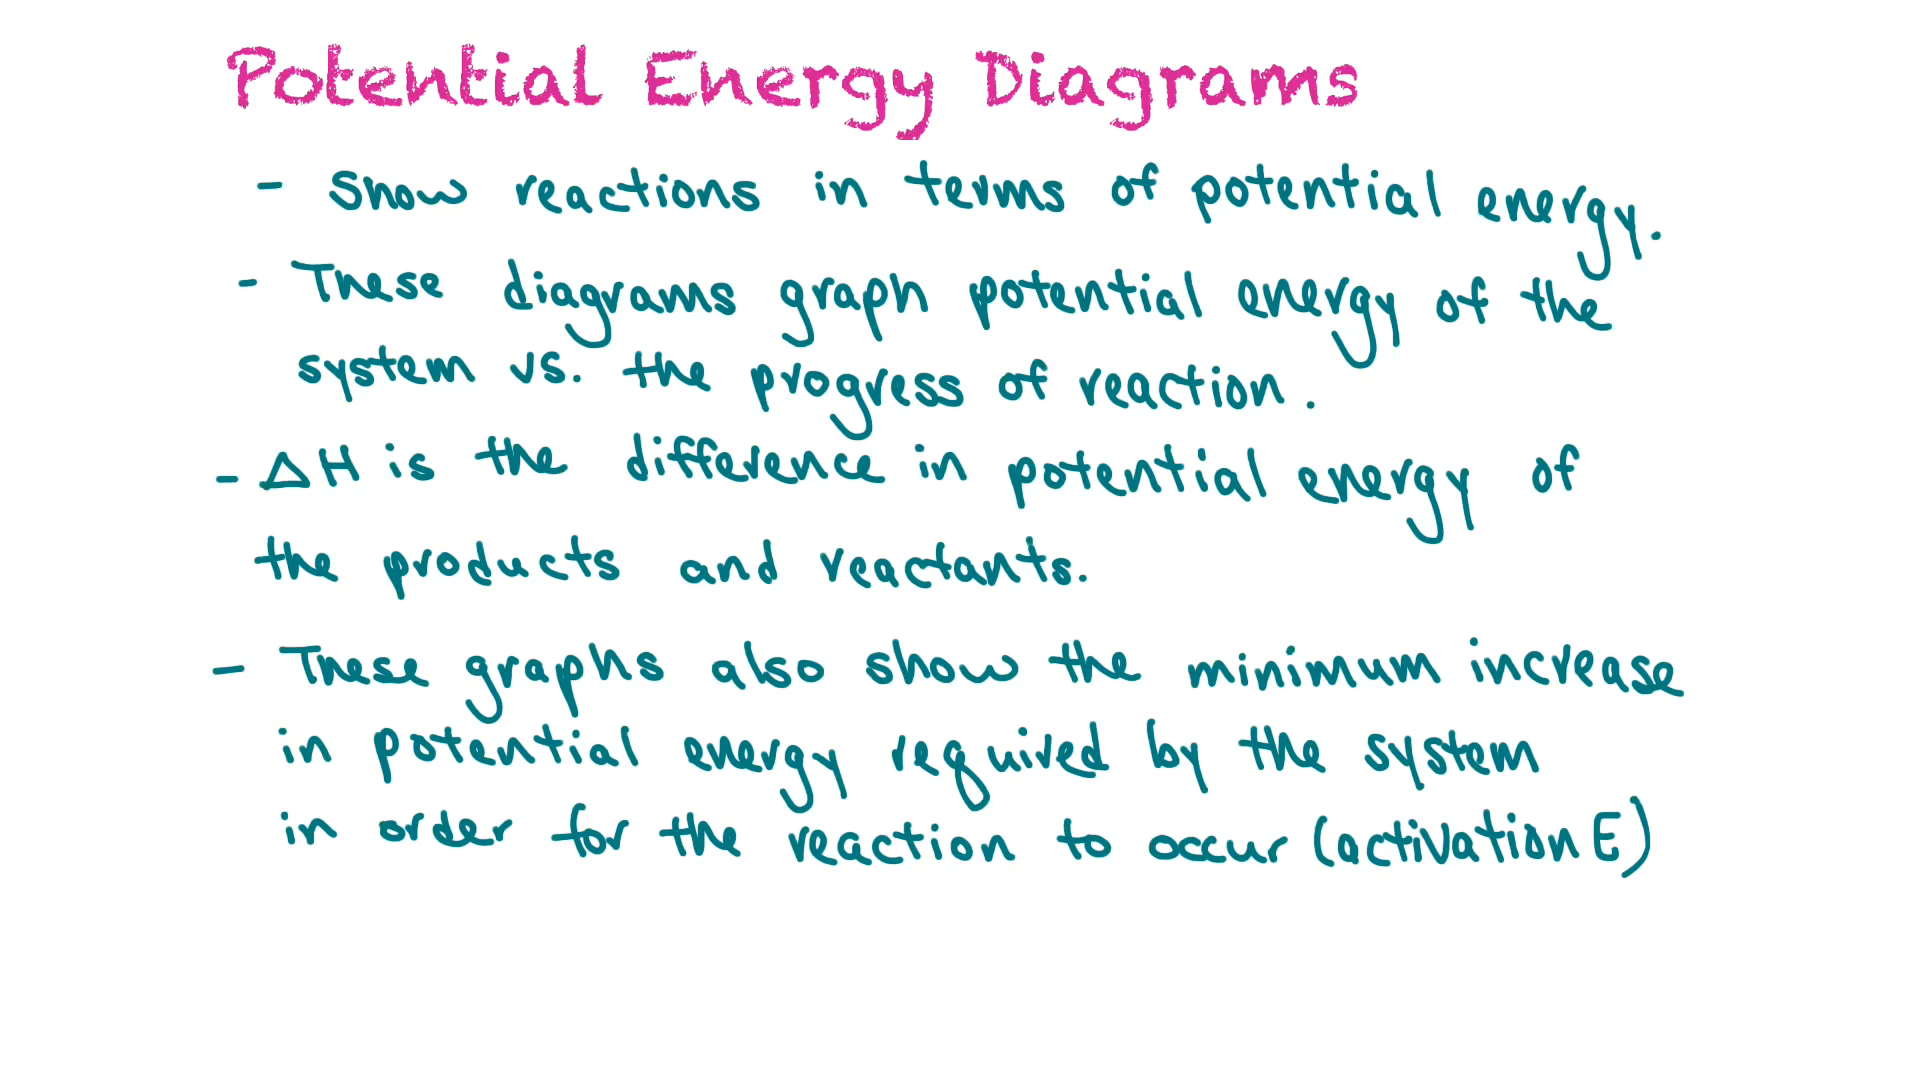 Potential Energy Diagrams
- Show reactions in terms of potential energy.
- These diagrams graph potential energy of the
system vs. the progress of reaction.
- ΔH is the difference in potential energy of
the products and reactants.
- These graphs also show the minimum increase
in potential energy required by the system
in order for the reaction to occur (activation E)